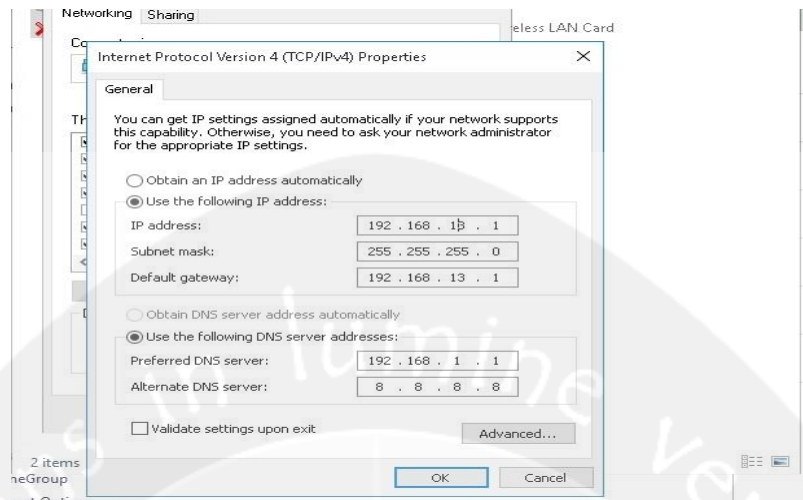 Networking Sharing
eless LAN Card
Internet Protocol Version 4 (TCP/IPv4) Properties
General
You can get IP settings assigned automatically if your network supports
this capability. Otherwise, you need to ask your network administrator
for the appropriate IP settings.
Obtain an IP address automatically
Use the following IP address:
IP address: 192 . 168 . 13 . 1
Subnet mask: 255 . 255 . 255 . 0
Default gateway: 192 . 168 . 13 . 1
Obtain DNS server address automatically
Use the following DNS server addresses:
Preferred DNS server: 192 . 168 . 1 . 1
Alternate DNS server: 8 . 8 . 8 . 8
Validate settings upon exit
Advanced...
2 items
neGroup
OK Cancel